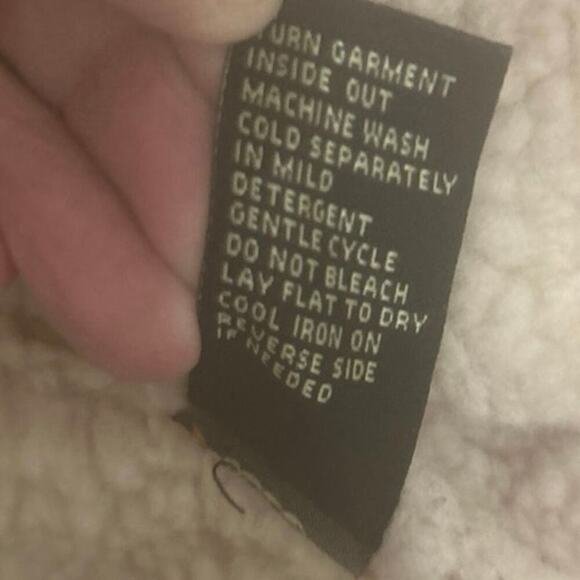 TURN GARMENT
INSIDE OUT
MACHINE WASH
COLD SEPARATELY
IN MILD
DETERGENT
GENTLE CYCLE
DO NOT BLEACH
LAY FLAT TO DRY
COOL IRON ON
REVERSE SIDE
IF NEEDED